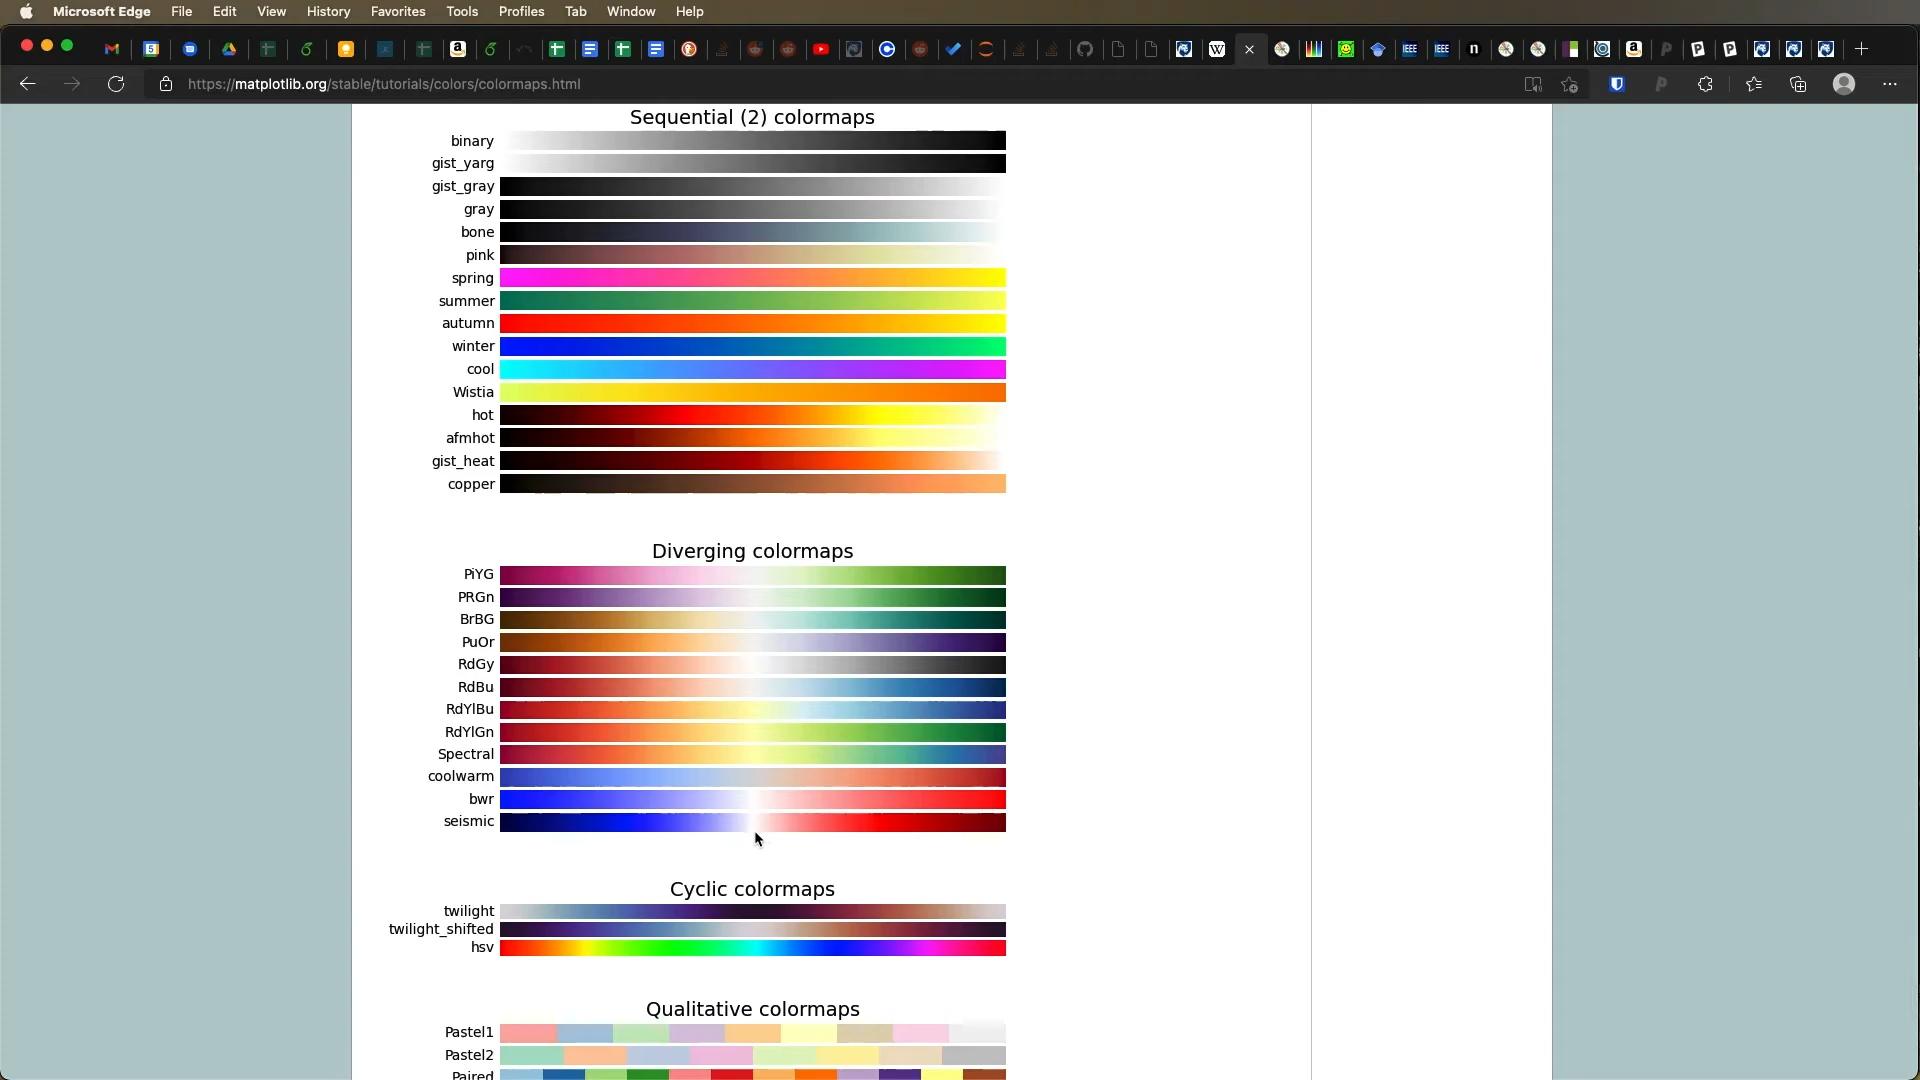 Microsoft Edge File Edit View History Favorites Tools Profiles Tab Window Help
https://matplotlib.org/stable/tutorials/colors/colormaps.html
Sequential (2) colormaps
binary
gist_yarg
gist_gray
gray
bone
pink
spring
summer
autumn
winter
cool
Wistia
hot
afmhot
gist_heat
copper
Diverging colormaps
PiYG
PRGn
BrBG
PuOr
RdGy
RdBu
RdYlBu
RdYlGn
Spectral
coolwarm
bwr
seismic
Cyclic colormaps
twilight
twilight_shifted
hsv
Qualitative colormaps
Pastel1
Pastel2
Paired